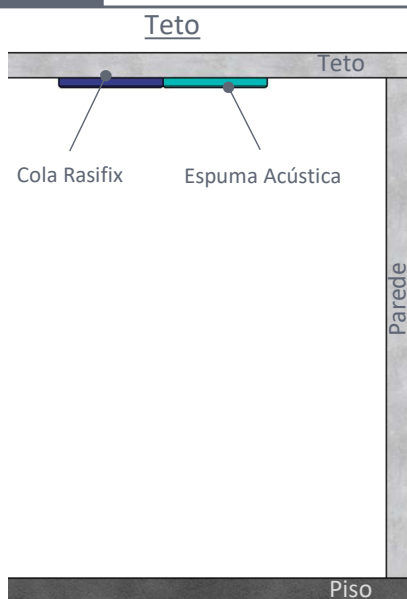 Teto
Teto
Cola Rasifix
Espuma Acústica
Parede
Piso